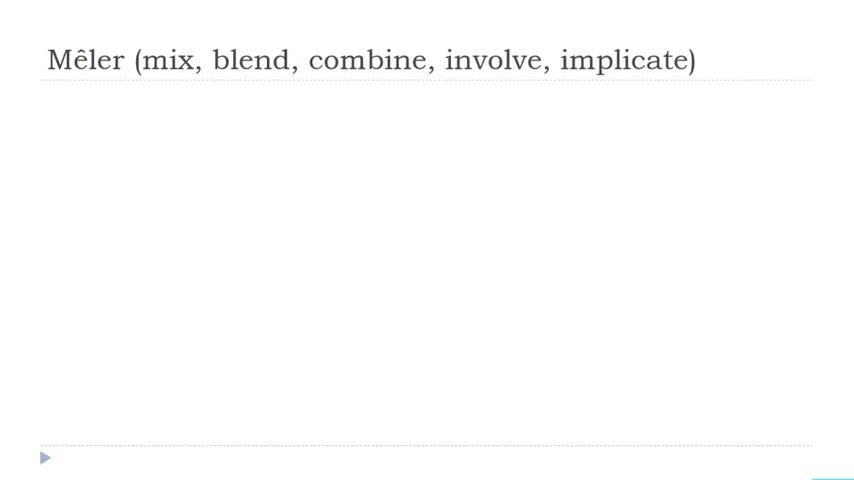 Mêler (mix, blend, combine, involve, implicate)